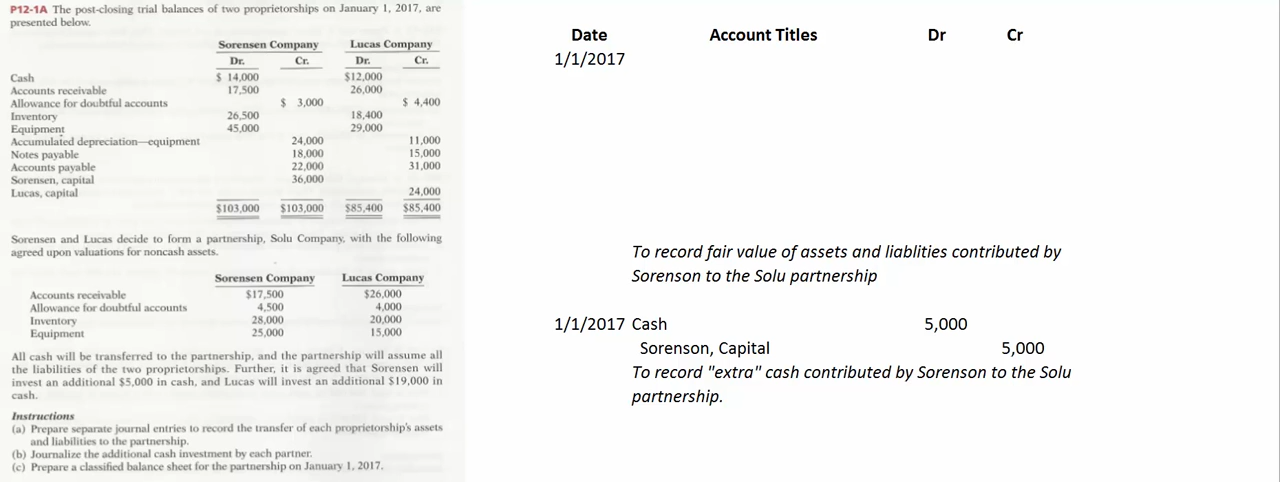 P12-1A The post-closing trial balances of two proprietorships on January 1, 2017, are
presented below.
Sorensen Company Lucas Company
Dr. Cr. Dr. Cr.
Cash $ 14,000 $12,000
Accounts receivable 17,500 26,000
Allowance for doubtful accounts $ 3,000 $ 4,400
Inventory 26,500 18,400
Equipment 45,000 29,000
Accumulated depreciation—equipment 24,000 11,000
Notes payable 18,000 15,000
Accounts payable 22,000 31,000
Sorensen, capital 36,000
Lucas, capital 24,000
$103,000 $103,000 $85,400 $85,400
Sorensen and Lucas decide to form a partnership, Solu Company, with the following
agreed upon valuations for noncash assets.
Sorensen Company Lucas Company
Accounts receivable $17,500 $26,000
Allowance for doubtful accounts 4,500 4,000
Inventory 28,000 20,000
Equipment 25,000 15,000
All cash will be transferred to the partnership, and the partnership will assume all
the liabilities of the two proprietorships. Further, it is agreed that Sorensen will
invest an additional $5,000 in cash, and Lucas will invest an additional $19,000 in
cash.
Instructions
(a) Prepare separate journal entries to record the transfer of each proprietorship's assets
and liabilities to the partnership.
(b) Journalize the additional cash investment by each partner.
(c) Prepare a classified balance sheet for the partnership on January 1, 2017.
Date Account Titles Dr Cr
1/1/2017
To record fair value of assets and liablities contributed by
Sorenson to the Solu partnership
1/1/2017 Cash 5,000
Sorenson, Capital 5,000
To record "extra" cash contributed by Sorenson to the Solu
partnership.